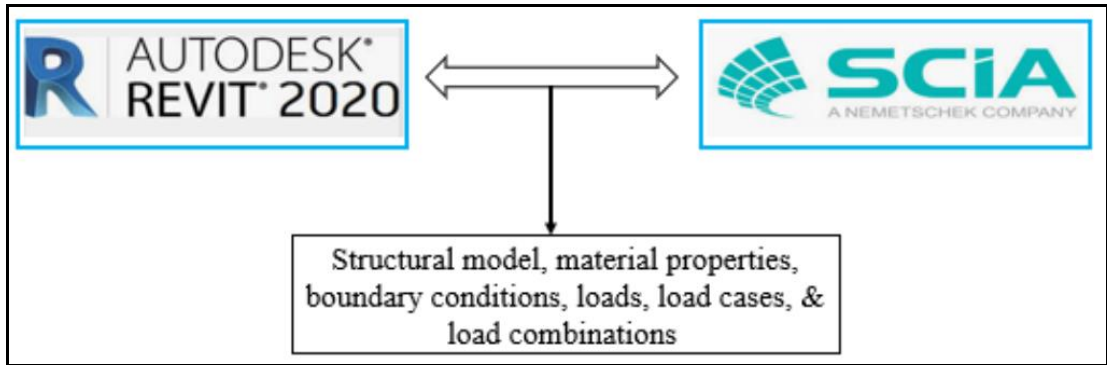 AUTODESK®
REVIT® 2020
SCiA
A NEMETSCHEK COMPANY
Structural model, material properties,
boundary conditions, loads, load cases, &
load combinations